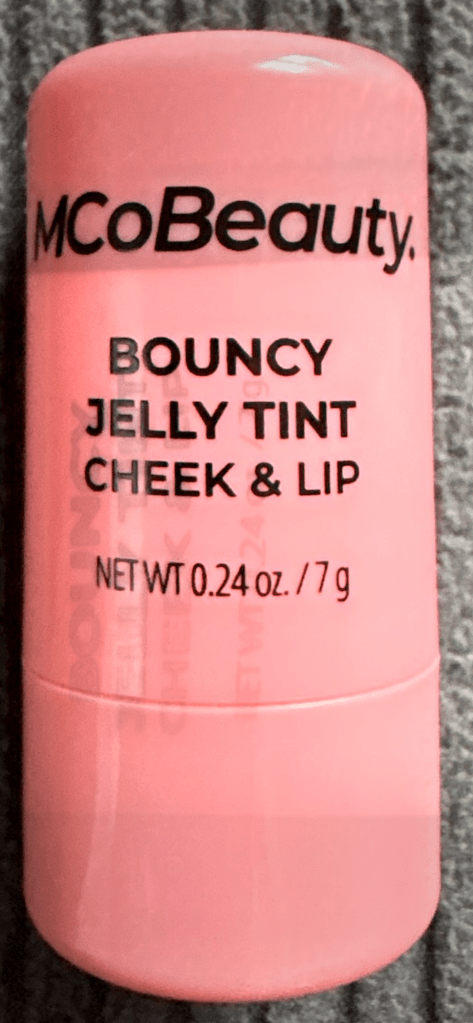 MCoBeauty.
BOUNCY
JELLY TINT
CHEEK & LIP
NET WT 0.24 oz. / 7 g